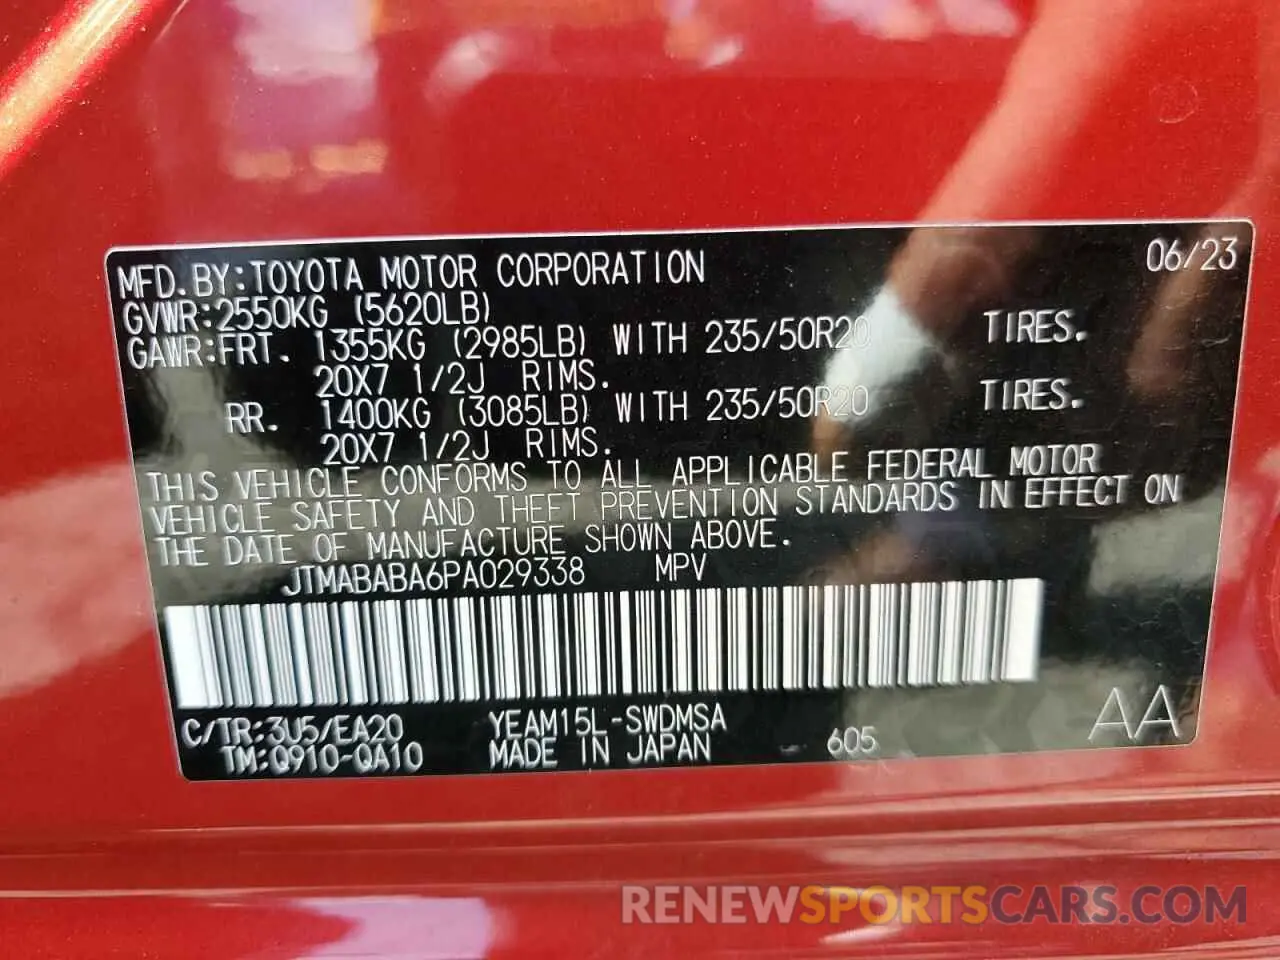 MFD.BY:TOYOTA MOTOR CORPORATION 06/23
GVWR:2550KG (5620LB)
GAWR:FRT. 1355KG (2985LB) WITH 235/50R20 TIRES.
20X7 1/2J RIMS.
RR. 1400KG (3085LB) WITH 235/50R20 TIRES.
20X7 1/2J RIMS.
THIS VEHICLE CONFORMS TO ALL APPLICABLE FEDERAL MOTOR
VEHICLE SAFETY AND THEFT PREVENTION STANDARDS IN EFFECT ON
THE DATE OF MANUFACTURE SHOWN ABOVE.
JTMABABA6PA029338 MPV
C/TR:3U5/EA20 YEAM15L-SWDMSA AA
TM:Q910-QA10 MADE IN JAPAN 605
RENEWSPORTSCARS.COM